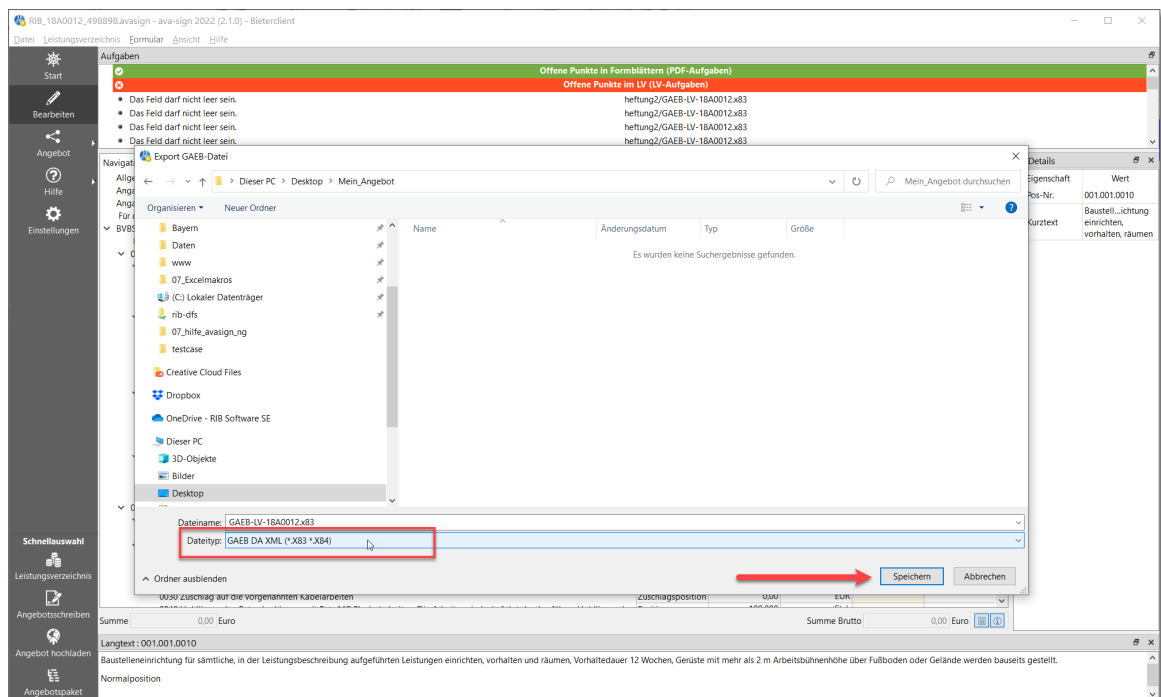 RIB_18A0012_498898.avasign - ava-sign 2022 (2.1.0) - Bieterclient
Datei Leistungsverzeichnis Formular Ansicht Hilfe
Start
Bearbeiten
Angebot
Hilfe
Einstellungen
Schnellauswahl
Leistungsverzeichnis
Angebotsschreiben
Angebot hochladen
Angebotspaket
Aufgaben
Offene Punkte in Formblättern (PDF-Aufgaben)
Offene Punkte im LV (LV-Aufgaben)
Das Feld darf nicht leer sein. heftung2/GAEB-LV-18A0012.x83
Das Feld darf nicht leer sein. heftung2/GAEB-LV-18A0012.x83
Das Feld darf nicht leer sein. heftung2/GAEB-LV-18A0012.x83
Das Feld darf nicht leer sein. heftung2/GAEB-LV-18A0012.x83
Navigat
Allge
Anga
Anga
Für d
BVBS
Export GAEB-Datei
Dieser PC > Desktop > Mein_Angebot
Mein_Angebot durchsuchen
Organisieren Neuer Ordner
Bayern
Daten
www
07_Excelmakros
(C:) Lokaler Datenträger
rib-dfs
07_hilfe_avasign_ng
testcase
Creative Cloud Files
Dropbox
OneDrive - RIB Software SE
Dieser PC
3D-Objekte
Bilder
Desktop
Name Änderungsdatum Typ Größe
Es wurden keine Suchergebnisse gefunden.
Dateiname: GAEB-LV-18A0012.x83
Dateityp: GAEB DA XML (*.X83 *.X84)
Ordner ausblenden
Speichern Abbrechen
Details
Eigenschaft Wert
Pos-Nr. 001.001.0010
Kurztext Baustell...ichtung
einrichten,
vorhalten, räumen
0030 Zuschlag auf die vorgenannten Kabelarbeiten Zuschlagsposition 0,00 EUR
Summe 0,00 Euro Summe Brutto 0,00 Euro
Langtext : 001.001.0010
Baustelleneinrichtung für sämtliche, in der Leistungsbeschreibung aufgeführten Leistungen einrichten, vorhalten und räumen, Vorhaltedauer 12 Wochen, Gerüste mit mehr als 2 m Arbeitsbühnenhöhe über Fußboden oder Gelände werden bauseits gestellt.
Normalposition